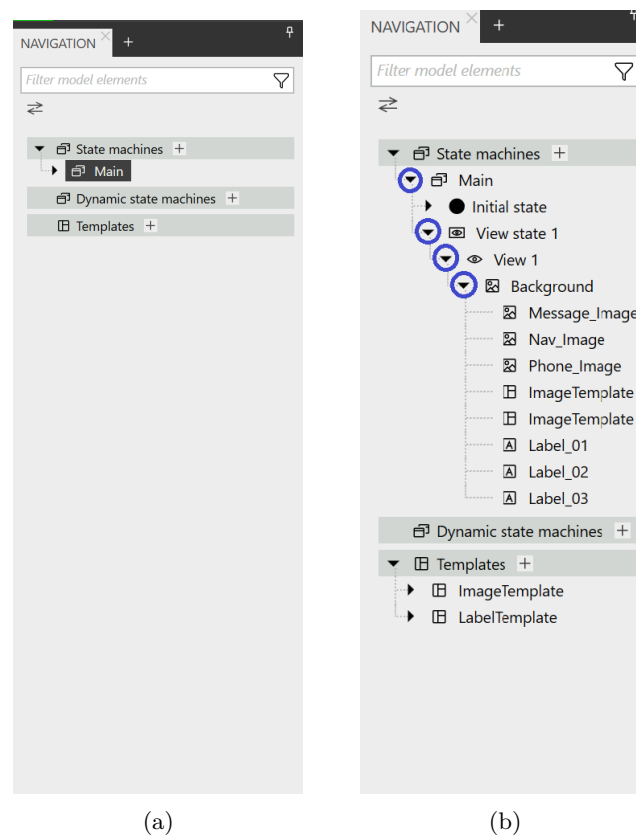 NAVIGATION
Filter model elements
State machines
Main
Dynamic state machines
Templates
(a)
NAVIGATION
Filter model elements
State machines
Main
Initial state
View state 1
View 1
Background
Message_Image
Nav_Image
Phone_Image
ImageTemplate
ImageTemplate
A Label_01
A Label_02
A Label_03
Dynamic state machines
Templates
ImageTemplate
LabelTemplate
(b)